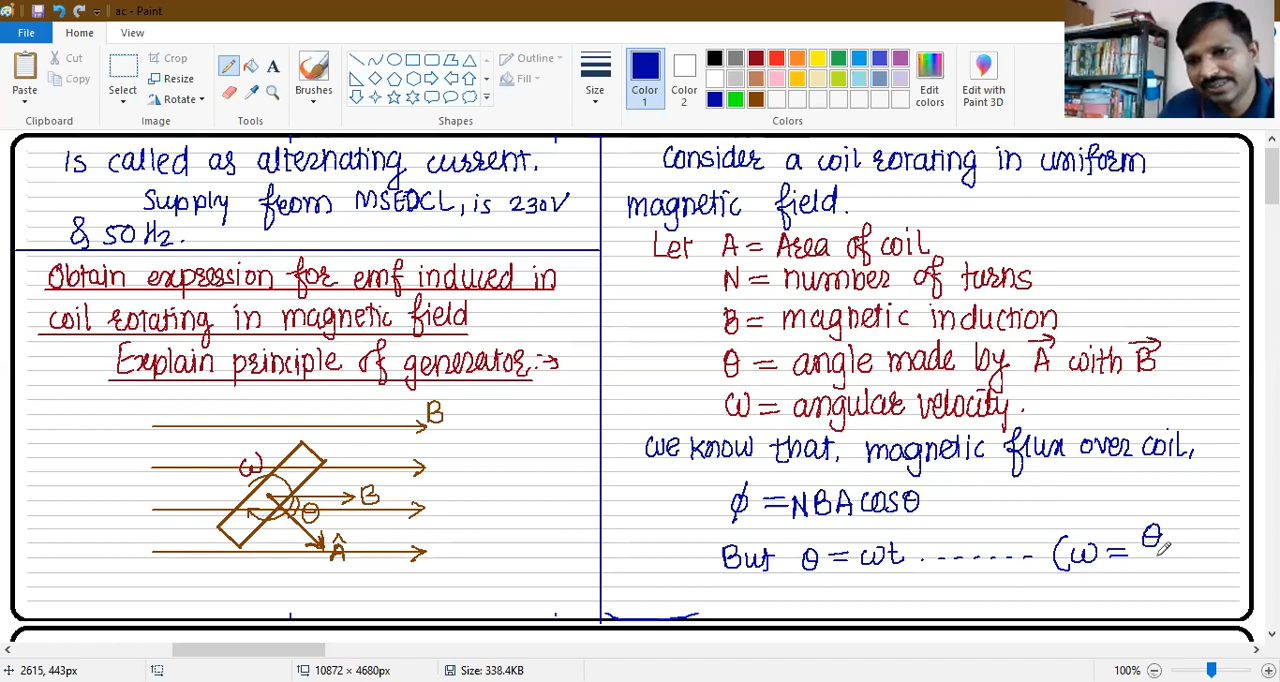 ac - Paint
File
Home
View
Paste
Cut
Copy
Clipboard
Select
Crop
Resize
Rotate
Image
Tools
Brushes
Outline
Fill
Shapes
Size
Color 1
Color 2
Edit colors
Edit with Paint 3D
Colors
is called as alternating current.
Supply from MSEDCL, is 230V
& 50 Hz.
Obtain expression for emf induced in
coil rotating in magnetic field
Explain principle of generator :→
B
ω
B
θ
Â
Consider a coil rotating in uniform
magnetic field.
Let A = Area of coil
N = number of turns
B = magnetic induction
θ = angle made by A⃗ with B⃗
ω = angular velocity.
we know that, magnetic flux over coil,
ϕ = NBA cosθ
But θ = ωt ........ (ω = θ
2615, 443px
10872 × 4680px
Size: 338.4KB
100%